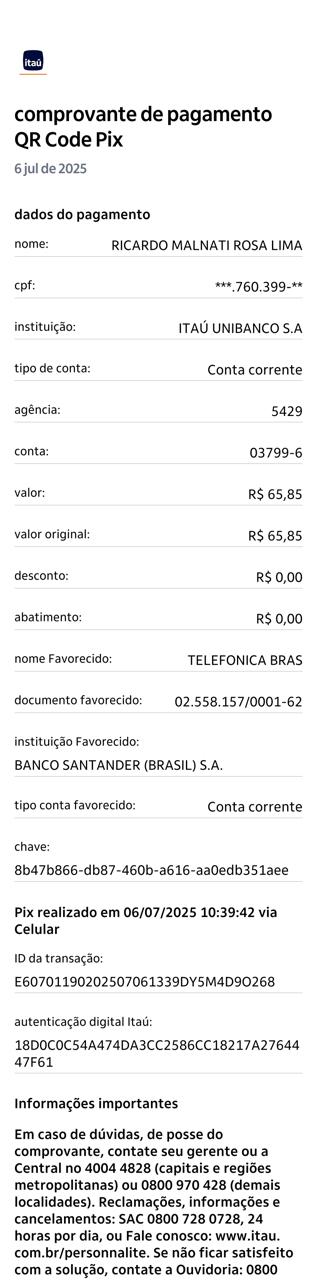 itaú
comprovante de pagamento
QR Code Pix
6 jul de 2025
dados do pagamento
nome: RICARDO MALNATI ROSA LIMA
cpf: ***.760.399-**
instituição: ITAÚ UNIBANCO S.A
tipo de conta: Conta corrente
agência: 5429
conta: 03799-6
valor: R$ 65,85
valor original: R$ 65,85
desconto: R$ 0,00
abatimento: R$ 0,00
nome Favorecido: TELEFONICA BRAS
documento favorecido: 02.558.157/0001-62
instituição Favorecido:
BANCO SANTANDER (BRASIL) S.A.
tipo conta favorecido: Conta corrente
chave:
8b47b866-db87-460b-a616-aa0edb351aee
Pix realizado em 06/07/2025 10:39:42 via
Celular
ID da transação:
E60701190202507061339DY5M4D9O268
autenticação digital Itaú:
18D0C0C54A474DA3CC2586CC18217A27644
47F61
Informações importantes
Em caso de dúvidas, de posse do
comprovante, contate seu gerente ou a
Central no 4004 4828 (capitais e regiões
metropolitanas) ou 0800 970 428 (demais
localidades). Reclamações, informações e
cancelamentos: SAC 0800 728 0728, 24
horas por dia, ou Fale conosco: www.itau.
com.br/personnalite. Se não ficar satisfeito
com a solução, contate a Ouvidoria: 0800